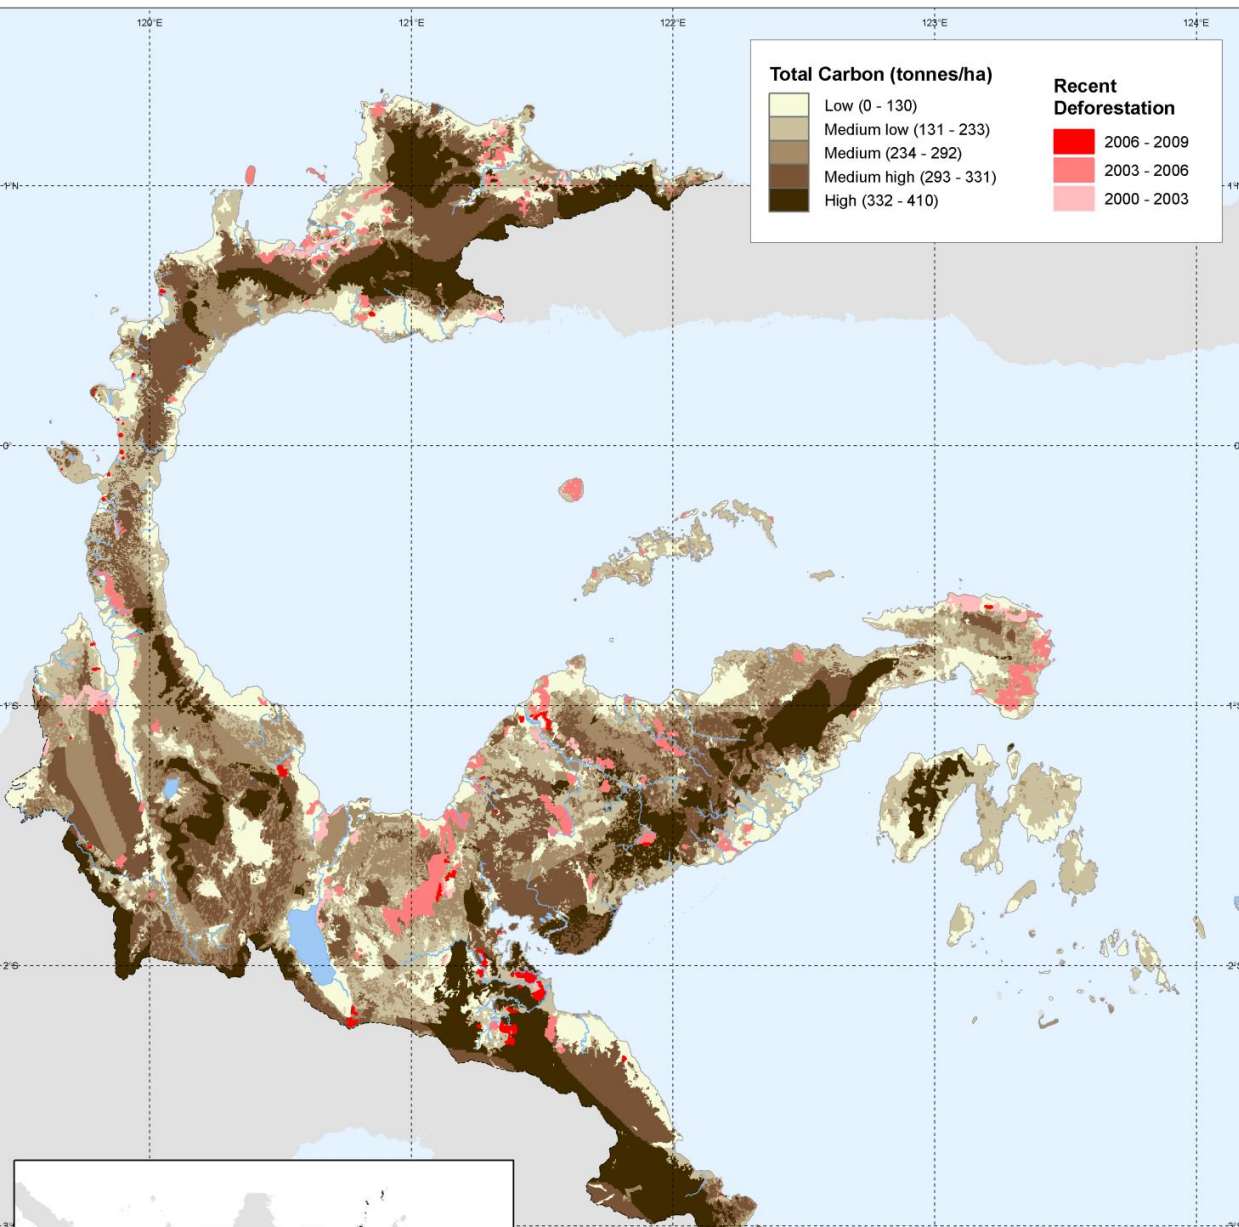 120°E
121°E
122°E
123°E
124°E
Total Carbon (tonnes/ha)
Low (0 - 130)
Medium low (131 - 233)
Medium (234 - 292)
Medium high (293 - 331)
High (332 - 410)
Recent
Deforestation
2006 - 2009
2003 - 2006
2000 - 2003
1°N
0°
1°S
1°S
2°S
2°S